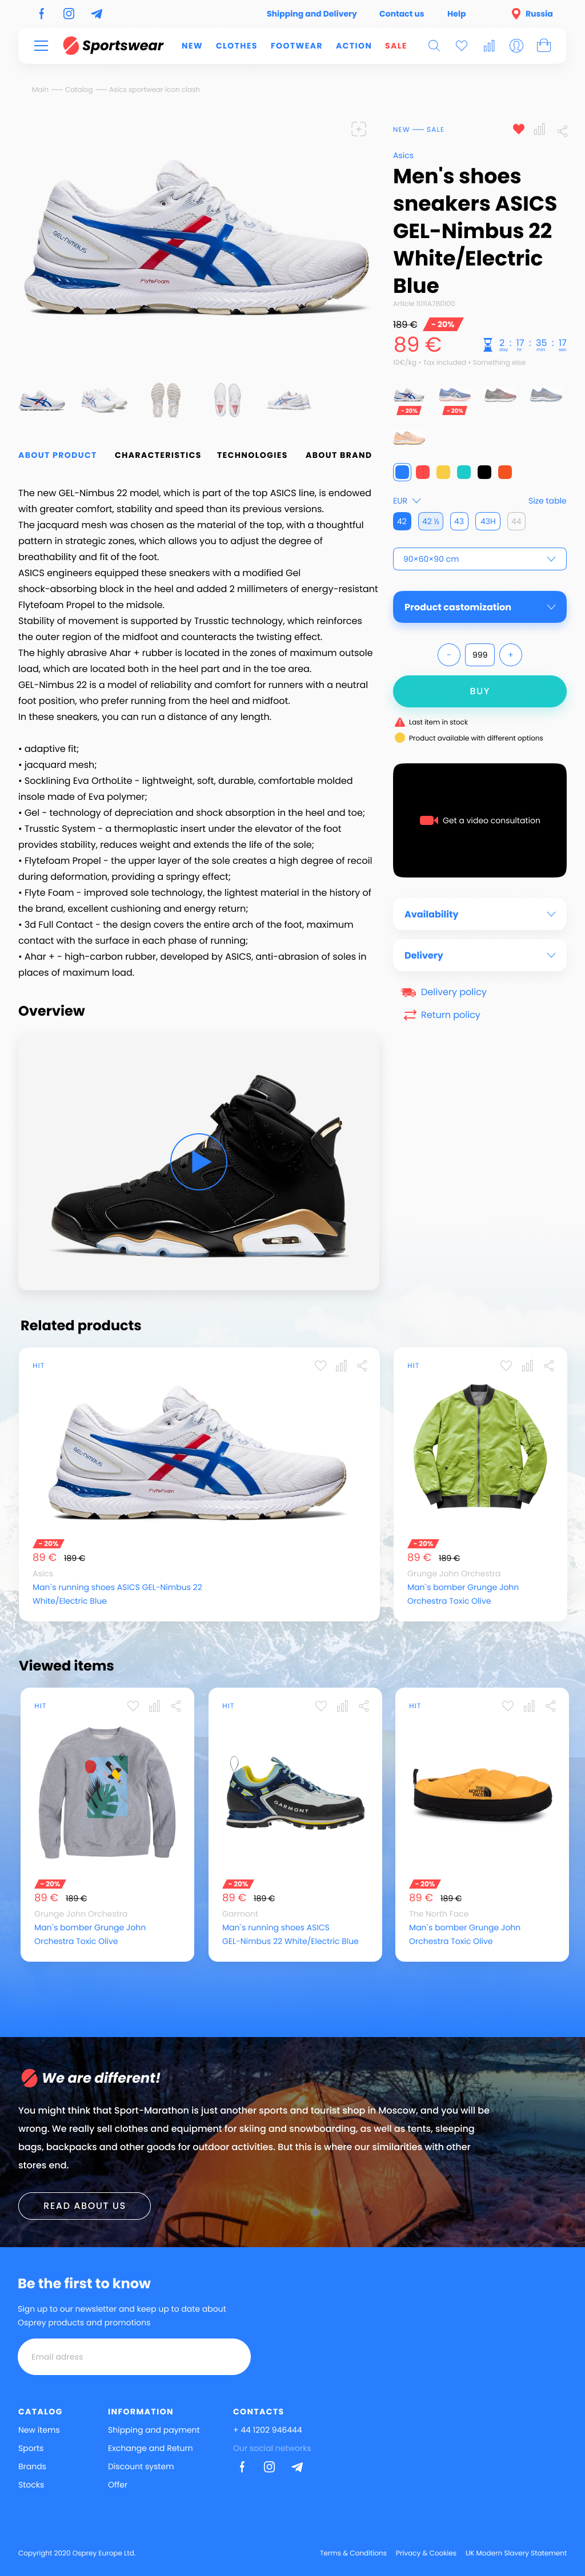 Shipping and Delivery Contact us Help Russia
Sportswear NEW CLOTHES FOOTWEAR ACTION SALE
Main Catalog Asics sportwear icon clash
NEW SALE
Asics
Men's shoes
sneakers ASICS
GEL-Nimbus 22
White/Electric
Blue
Article 1011A7B0100
189 € - 20%
89 € 2 : 17 : 35 : 17
day hr min sec
10€/kg • Tax included • Something else
GEL-NIMBUS
FlyteFoam
- 20% - 20%
EUR Size table
42 42 ½ 43 43H 44
90×60×90 cm
Product castomization
- 999 +
BUY
Last item in stock
Product available with different options
Get a video consultation
Availability
Delivery
Delivery policy
Return policy
ABOUT PRODUCT CHARACTERISTICS TECHNOLOGIES ABOUT BRAND
The new GEL-Nimbus 22 model, which is part of the top ASICS line, is endowed
with greater comfort, stability and speed than its previous versions.
The jacquard mesh was chosen as the material of the top, with a thoughtful
pattern in strategic zones, which allows you to adjust the degree of
breathability and fit of the foot.
ASICS engineers equipped these sneakers with a modified Gel
shock-absorbing block in the heel and added 2 millimeters of energy-resistant
Flytefoam Propel to the midsole.
Stability of movement is supported by Trusstic technology, which reinforces
the outer region of the midfoot and counteracts the twisting effect.
The highly abrasive Ahar + rubber is located in the zones of maximum outsole
load, which are located both in the heel part and in the toe area.
GEL-Nimbus 22 is a model of reliability and comfort for runners with a neutral
foot position, who prefer running from the heel and midfoot.
In these sneakers, you can run a distance of any length.
• adaptive fit;
• jacquard mesh;
• Socklining Eva OrthoLite - lightweight, soft, durable, comfortable molded
insole made of Eva polymer;
• Gel - technology of depreciation and shock absorption in the heel and toe;
• Trusstic System - a thermoplastic insert under the elevator of the foot
provides stability, reduces weight and extends the life of the sole;
• Flytefoam Propel - the upper layer of the sole creates a high degree of recoil
during deformation, providing a springy effect;
• Flyte Foam - improved sole technology, the lightest material in the history of
the brand, excellent cushioning and energy return;
• 3d Full Contact - the design covers the entire arch of the foot, maximum
contact with the surface in each phase of running;
• Ahar + - high-carbon rubber, developed by ASICS, anti-abrasion of soles in
places of maximum load.
Overview
Related products
HIT
GEL-NIMBUS
FlyteFoam
- 20%
89 € 189 €
Asics
Man's running shoes ASICS GEL-Nimbus 22
White/Electric Blue
HIT
- 20%
89 € 189 €
Grunge John Orchestra
Man's bomber Grunge John
Orchestra Toxic Olive
Viewed items
HIT
- 20%
89 € 189 €
Grunge John Orchestra
Man's bomber Grunge John
Orchestra Toxic Olive
HIT
GARMONT
- 20%
89 € 189 €
Garmont
Man's running shoes ASICS
GEL-Nimbus 22 White/Electric Blue
HIT
THE
NORTH
FACE
- 20%
89 € 189 €
The North Face
Man's bomber Grunge John
Orchestra Toxic Olive
We are different!
You might think that Sport-Marathon is just another sports and tourist shop in Moscow, and you will be
wrong. We really sell clothes and equipment for skiing and snowboarding, as well as tents, sleeping
bags, backpacks and other goods for outdoor activities. But this is where our similarities with other
stores end.
READ ABOUT US
Be the first to know
Sign up to our newsletter and keep up to date about
Osprey products and promotions
Email adress
CATALOG INFORMATION CONTACTS
New items Shipping and payment + 44 1202 946444
Sports Exchange and Return Our social networks
Brands Discount system
Stocks Offer
Copyright 2020 Osprey Europe Ltd. Terms & Conditions Privacy & Cookies UK Modern Slavery Statement